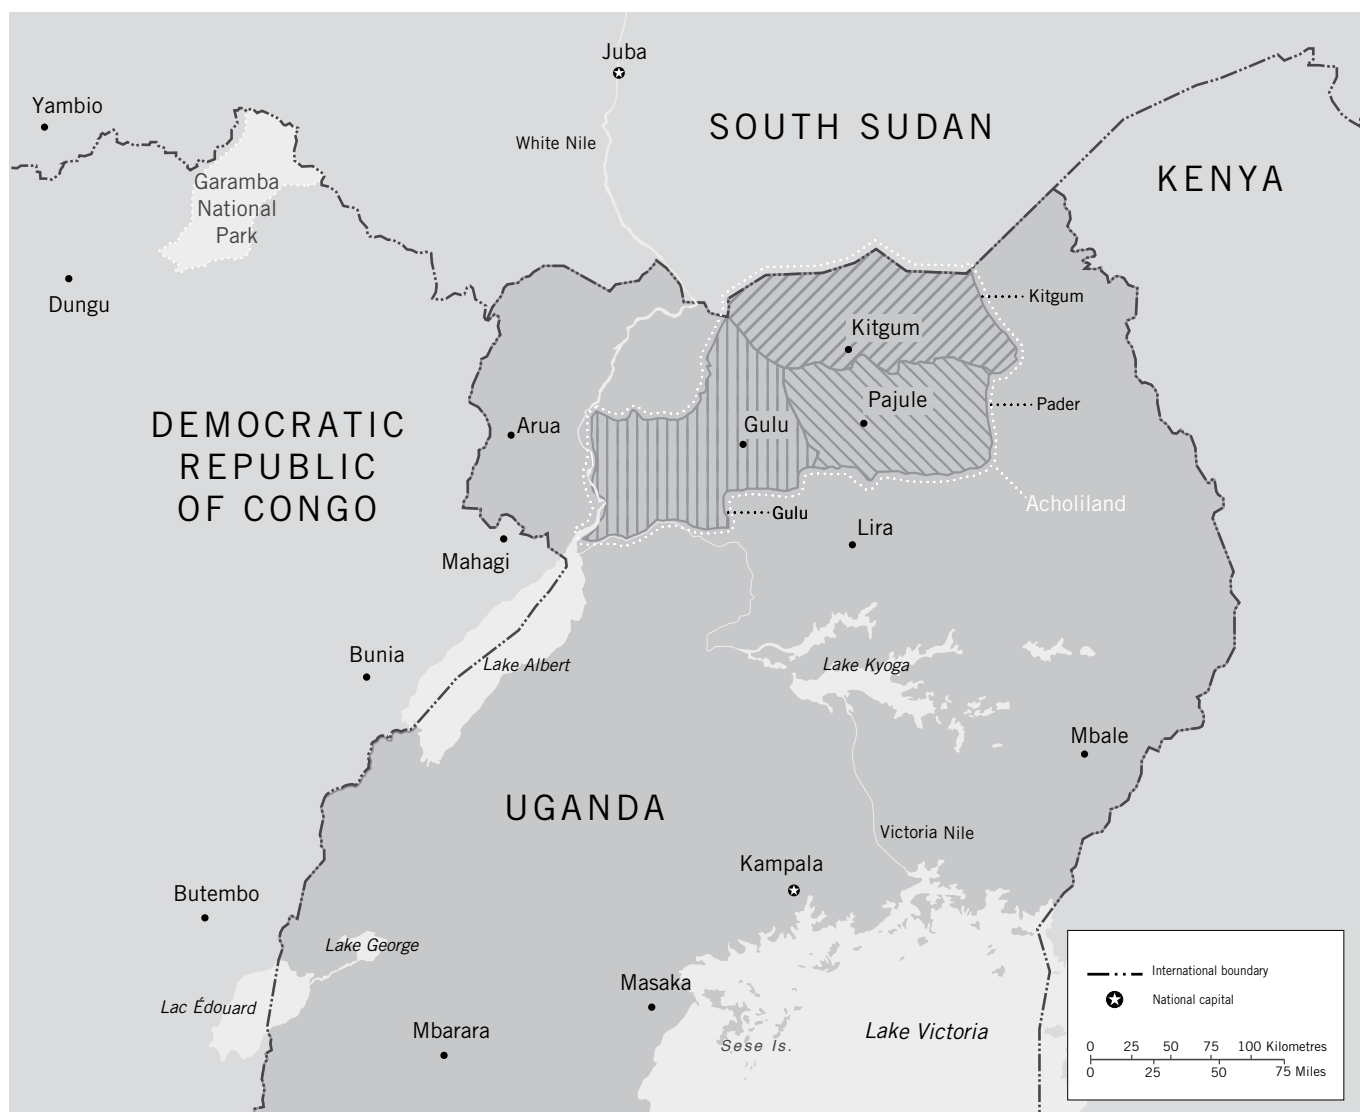 Juba
Yambio
White Nile
SOUTH SUDAN
KENYA
Garamba
National
Park
Dungu
Kitgum
Kitgum
DEMOCRATIC
REPUBLIC
OF CONGO
Arua
Pajule
Pader
Gulu
Acholiland
Gulu
Lira
Mahagi
Bunia
Lake Albert
Lake Kyoga
Mbale
UGANDA
Victoria Nile
Kampala
Butembo
Lake George
Masaka
Lac Édouard
Mbarara
Sese Is.
Lake Victoria
International boundary
National capital
0 25 50 75 100 Kilometres
0 25 50 75 Miles